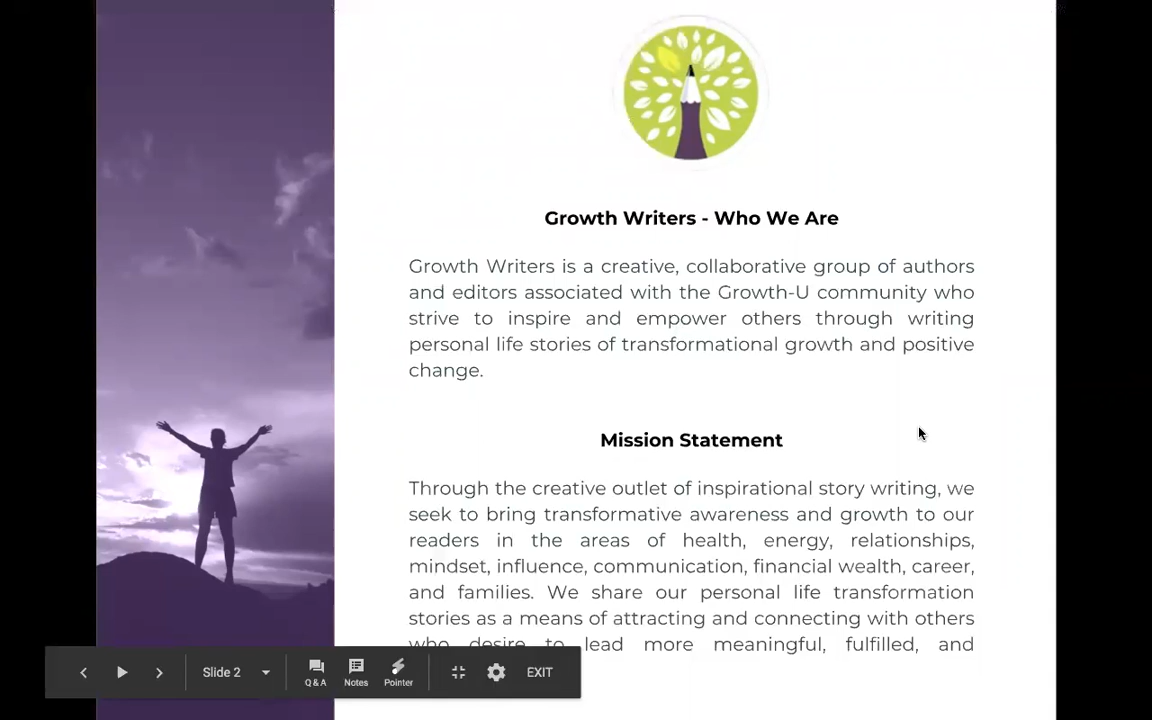 Growth Writers - Who We Are
Growth Writers is a creative, collaborative group of authors
and editors associated with the Growth-U community who
strive to inspire and empower others through writing
personal life stories of transformational growth and positive
change.
Mission Statement
Through the creative outlet of inspirational story writing, we
seek to bring transformative awareness and growth to our
readers in the areas of health, energy, relationships,
mindset, influence, communication, financial wealth, career,
and families. We share our personal life transformation
stories as a means of attracting and connecting with others
who desire to lead more meaningful, fulfilled, and
Slide 2
Q & A
Notes
Pointer
EXIT